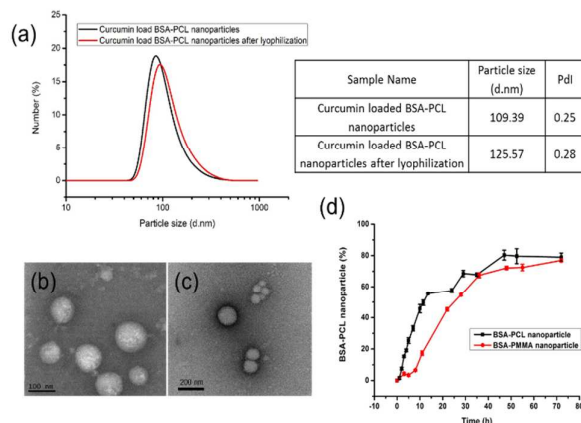 (a)
Curcumin load BSA-PCL nanoparticles
Curcumin load BSA-PCL nanoparticles after lyophilization
Number (%)
25
20
15
10
5
0
10
100
1000
Particle size (d.nm)
Sample Name
Particle size (d.nm)
PdI
Curcumin loaded BSA-PCL nanoparticles
109.39
0.25
Curcumin loaded BSA-PCL nanoparticles after lyophilization
125.57
0.28
(b)
100 nm
(c)
200 nm
(d)
BSA-PCL nanoparticle (%)
100
80
60
40
20
0
BSA-PCL nanoparticle
BSA-PMMA nanoparticle
-10
0
10
20
30
40
50
60
70
80
Time (h)